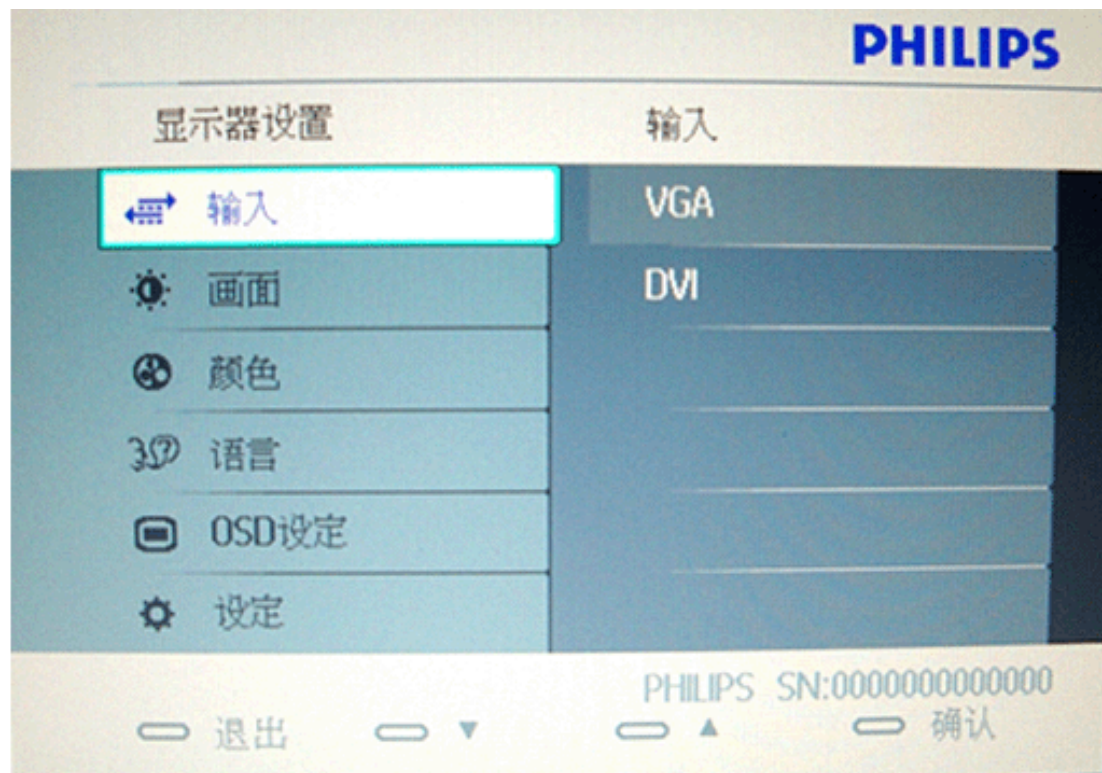 PHILIPS
显示器设置 输入
输入 VGA
画面 DVI
颜色
语言
OSD设定
设定
PHILIPS SN:0000000000000
退出 ▼ ▲ 确认